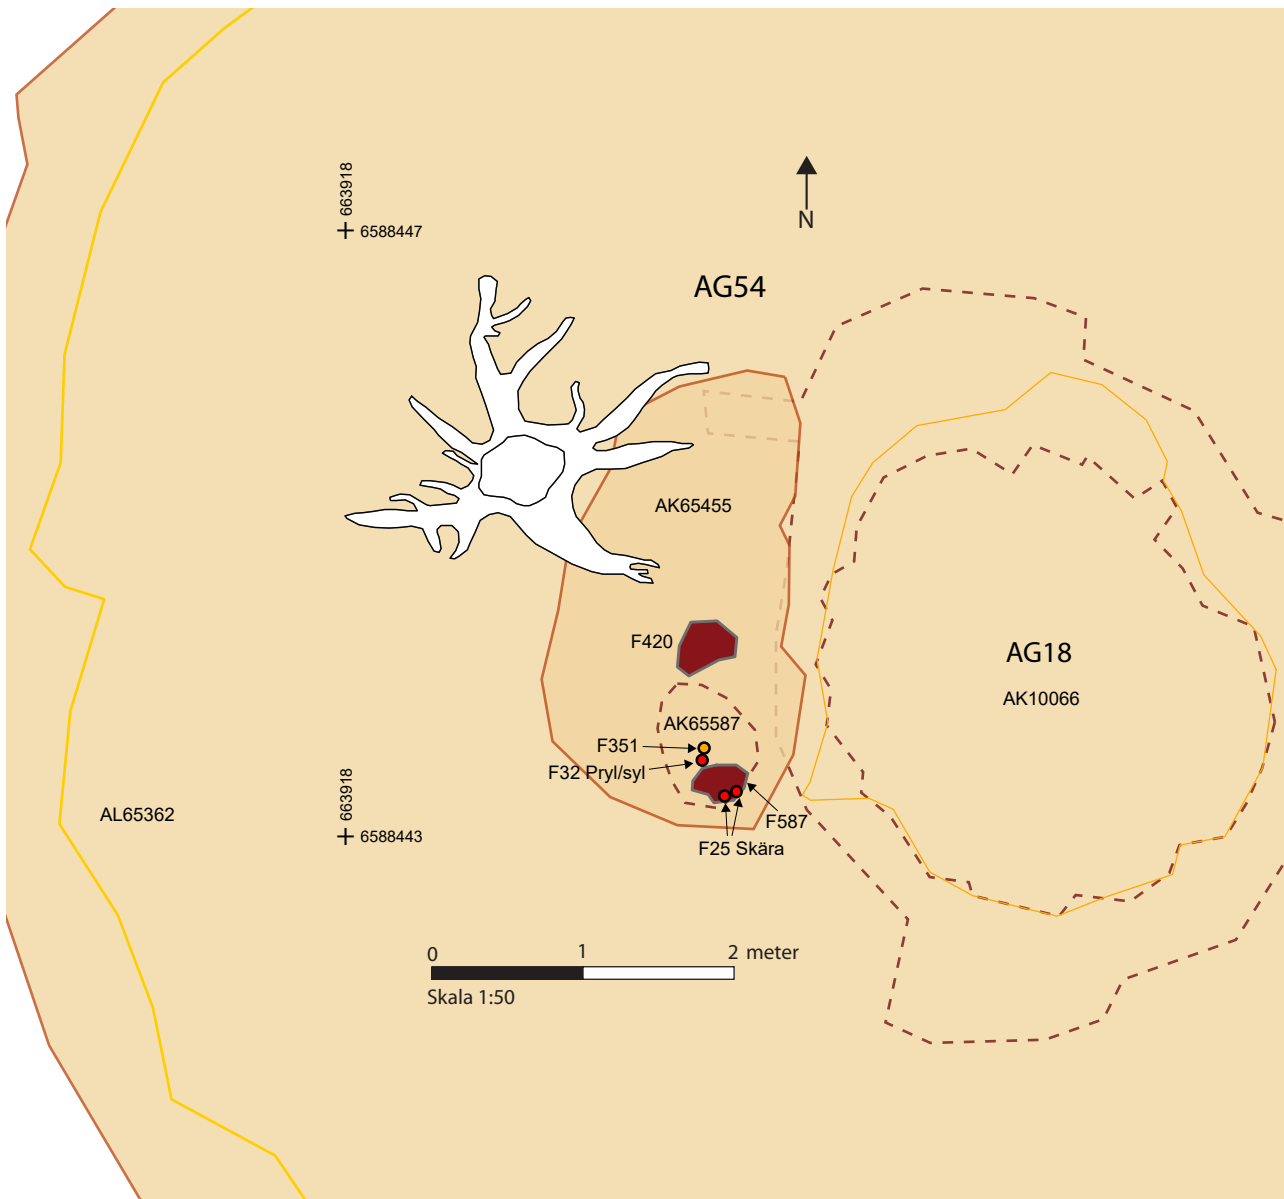 663918
6588447
N
AG54
AK65455
F420
AG18
AK10066
AK65587
F351
F32 Pryl/syl
663918
6588443
AL65362
F587
F25 Skära
0 1 2 meter
Skala 1:50